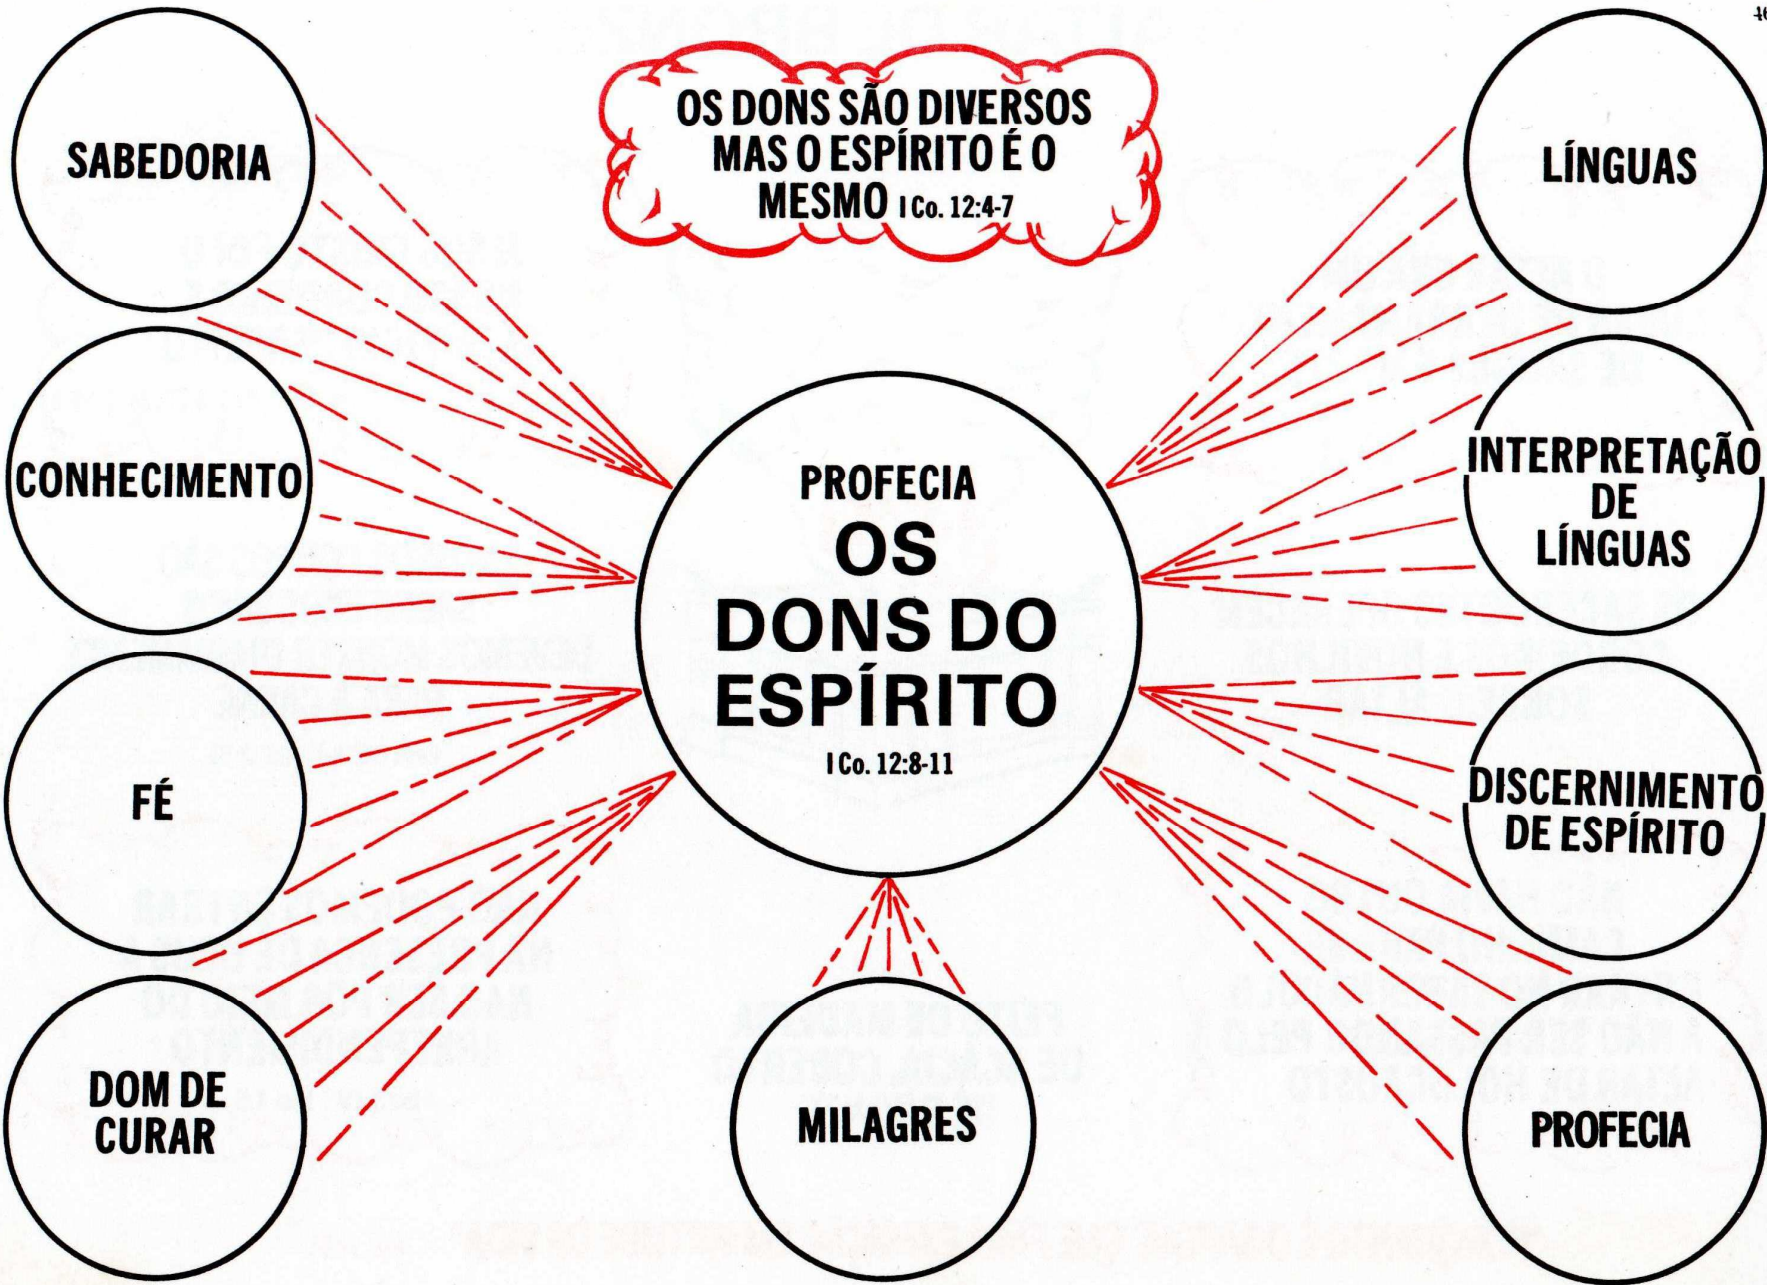 SABEDORIA
OS DONS SÃO DIVERSOS
MAS O ESPÍRITO É O
MESMO I Co. 12:4-7
LÍNGUAS
CONHECIMENTO
PROFECIA
OS
DONS DO
ESPÍRITO
I Co. 12:8-11
INTERPRETAÇÃO
DE
LÍNGUAS
FÉ
DISCERNIMENTO
DE ESPÍRITO
DOM DE
CURAR
MILAGRES
PROFECIA